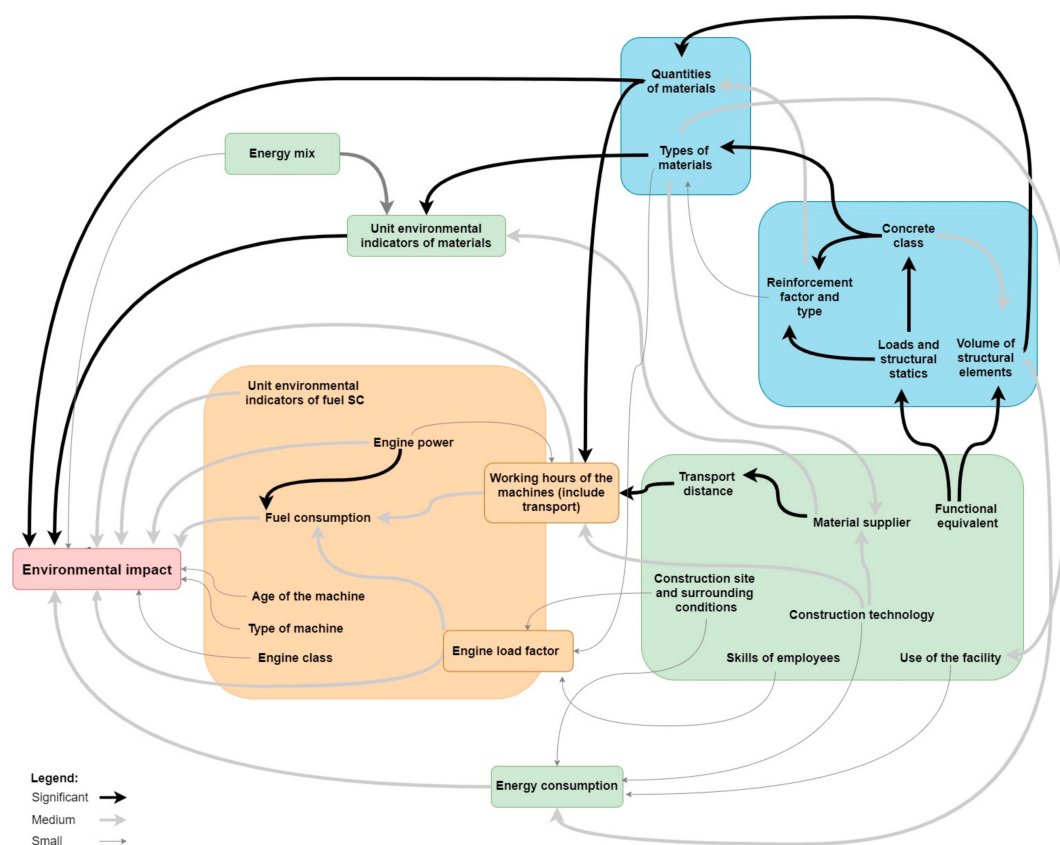 Quantities
of materials
Energy mix
Types of
materials
Unit environmental
indicators of materials
Concrete
class
Reinforcement
factor and
type
Loads and
structural
statics
Volume of
structural
elements
Unit environmental
indicators of fuel SC
Engine power
Working hours of the
machines (include
transport)
Transport
distance
Fuel consumption
Material supplier
Functional
equivalent
Environmental impact
Age of the machine
Construction site
and surrounding
conditions
Construction technology
Type of machine
Engine class
Engine load factor
Skills of employees
Use of the facility
Energy consumption
Legend:
Significant
Medium
Small